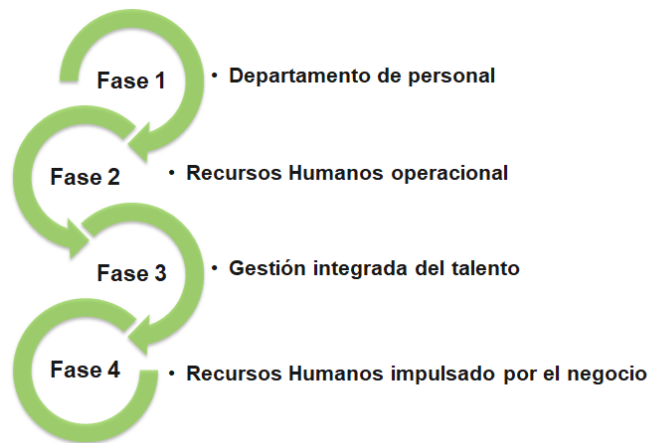 Fase 1
• Departamento de personal
Fase 2
• Recursos Humanos operacional
Fase 3
• Gestión integrada del talento
Fase 4
• Recursos Humanos impulsado por el negocio